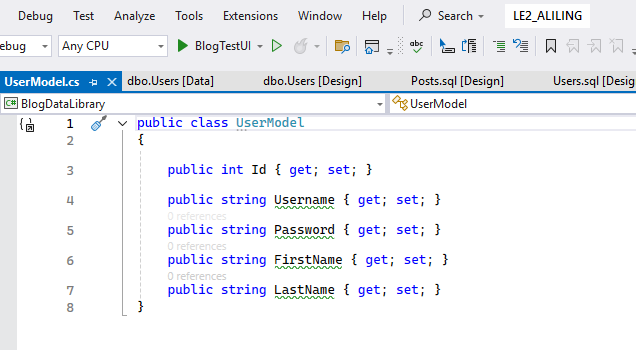 Test Analyze Tools Extensions Window Help Search LE2_ALILING
ebug Any CPU BlogTestUI
UserModel.cs dbo.Users [Data] dbo.Users [Design] Posts.sql [Design] Users.sql [Desig
C# BlogDataLibrary UserModel
1 public class UserModel
2 {
3 public int Id { get; set; }
4 public string Username { get; set; }
0 references
5 public string Password { get; set; }
0 references
6 public string FirstName { get; set; }
0 references
7 public string LastName { get; set; }
8 }